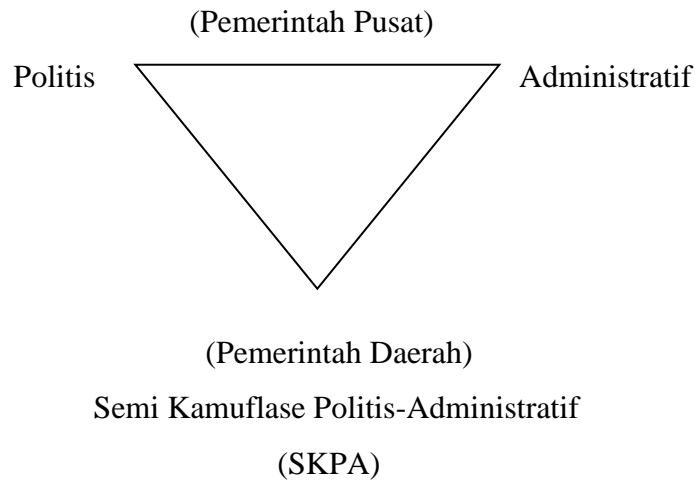 (Pemerintah Pusat)
Politis Administratif
(Pemerintah Daerah)
Semi Kamuflase Politis-Administratif
(SKPA)